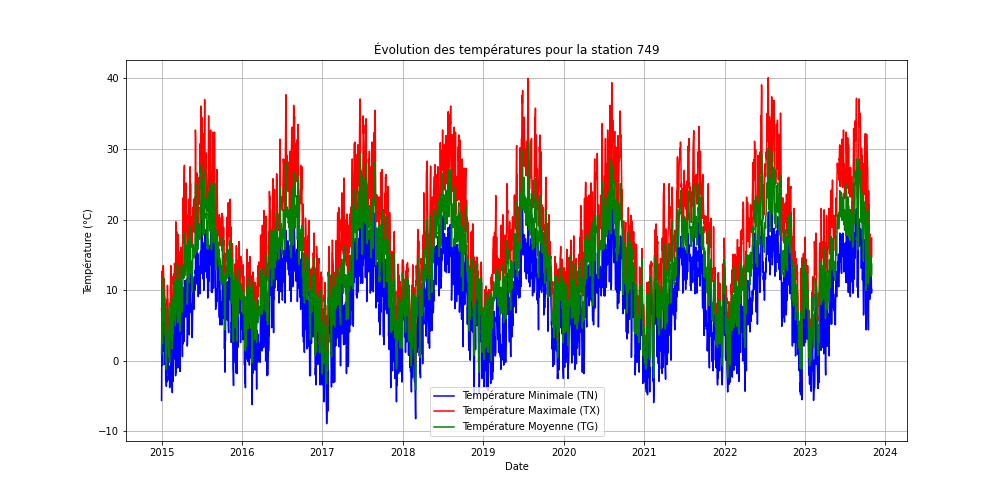 Évolution des températures pour la station 749
Température (°C)
40
30
20
10
0
−10
Température Minimale (TN)
Température Maximale (TX)
Température Moyenne (TG)
2015 2016 2017 2018 2019 2020 2021 2022 2023 2024
Date